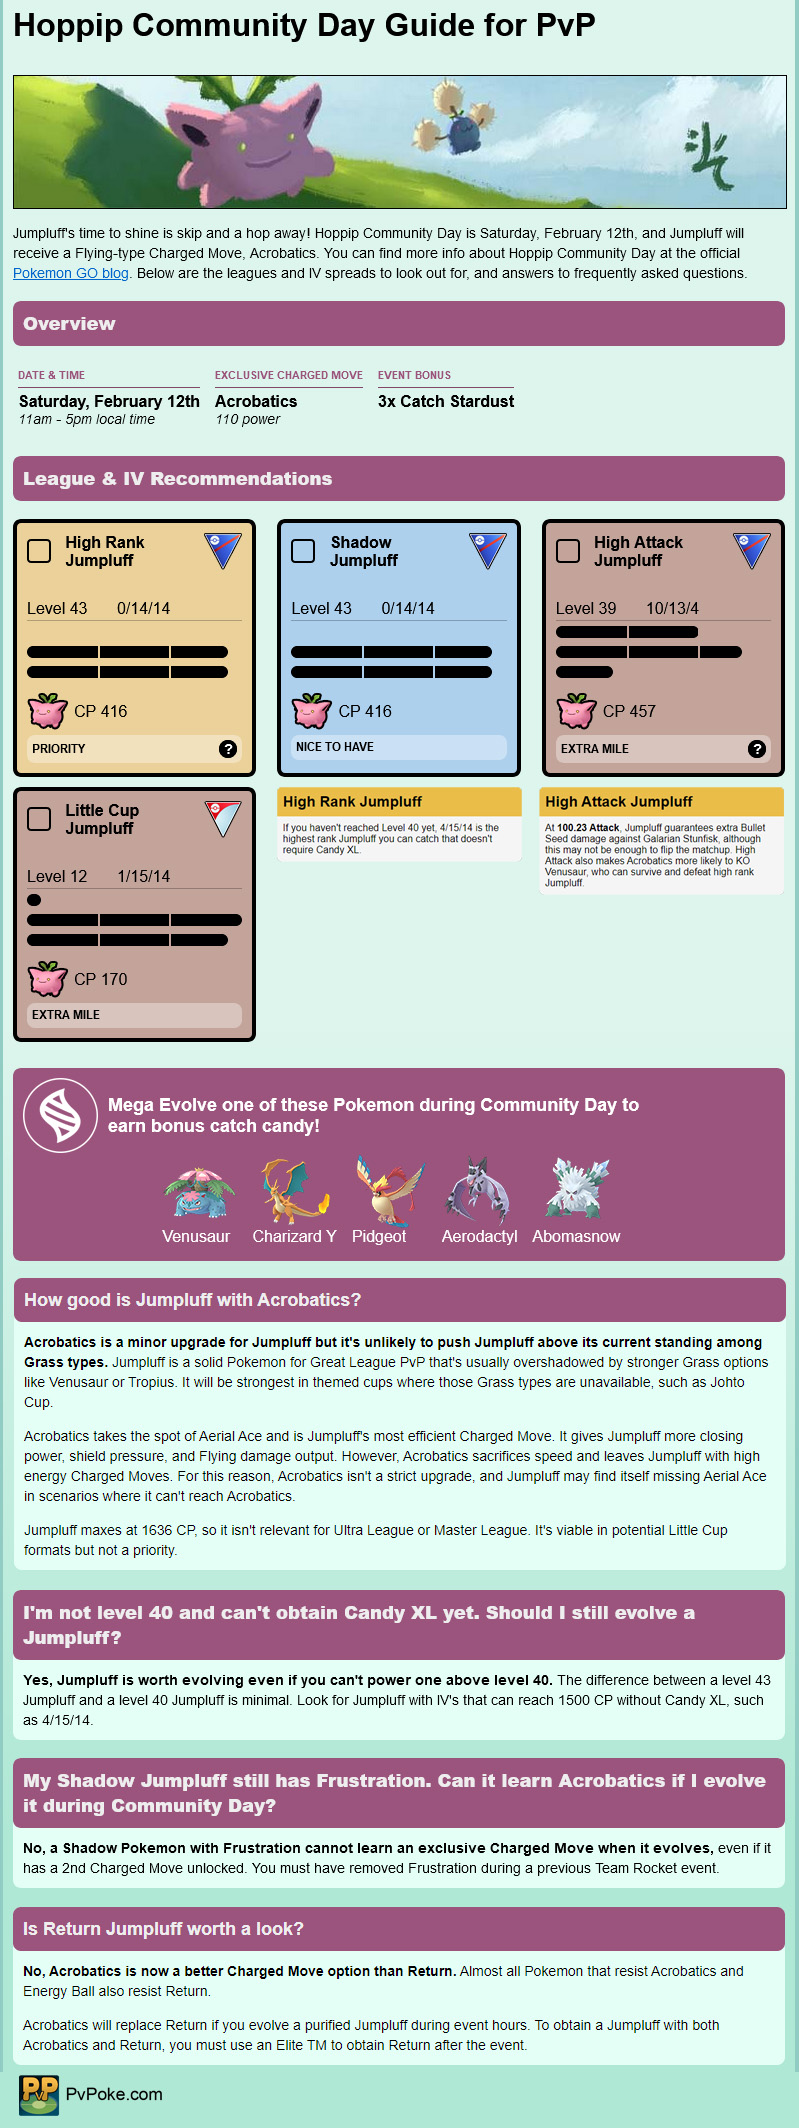 Hoppip Community Day Guide for PvP
Jumpluff's time to shine is skip and a hop away! Hoppip Community Day is Saturday, February 12th, and Jumpluff will
receive a Flying-type Charged Move, Acrobatics. You can find more info about Hoppip Community Day at the official
Pokemon GO blog. Below are the leagues and IV spreads to look out for, and answers to frequently asked questions.
Overview
DATE & TIME
Saturday, February 12th
11am - 5pm local time
EXCLUSIVE CHARGED MOVE
Acrobatics
110 power
EVENT BONUS
3x Catch Stardust
League & IV Recommendations
High Rank
Jumpluff
Level 43 0/14/14
CP 416
PRIORITY ?
Shadow
Jumpluff
Level 43 0/14/14
CP 416
NICE TO HAVE
High Attack
Jumpluff
Level 39 10/13/4
CP 457
EXTRA MILE ?
Little Cup
Jumpluff
Level 12 1/15/14
CP 170
EXTRA MILE
High Rank Jumpluff
If you haven't reached Level 40 yet, 4/15/14 is the
highest rank Jumpluff you can catch that doesn't
require Candy XL.
High Attack Jumpluff
At 100.23 Attack, Jumpluff guarantees extra Bullet
Seed damage against Galarian Stunfisk, although
this may not be enough to flip the matchup. High
Attack also makes Acrobatics more likely to KO
Venusaur, who can survive and defeat high rank
Jumpluff.
Mega Evolve one of these Pokemon during Community Day to
earn bonus catch candy!
Venusaur Charizard Y Pidgeot Aerodactyl Abomasnow
How good is Jumpluff with Acrobatics?
Acrobatics is a minor upgrade for Jumpluff but it's unlikely to push Jumpluff above its current standing among
Grass types. Jumpluff is a solid Pokemon for Great League PvP that's usually overshadowed by stronger Grass options
like Venusaur or Tropius. It will be strongest in themed cups where those Grass types are unavailable, such as Johto
Cup.
Acrobatics takes the spot of Aerial Ace and is Jumpluff's most efficient Charged Move. It gives Jumpluff more closing
power, shield pressure, and Flying damage output. However, Acrobatics sacrifices speed and leaves Jumpluff with high
energy Charged Moves. For this reason, Acrobatics isn't a strict upgrade, and Jumpluff may find itself missing Aerial Ace
in scenarios where it can't reach Acrobatics.
Jumpluff maxes at 1636 CP, so it isn't relevant for Ultra League or Master League. It's viable in potential Little Cup
formats but not a priority.
I'm not level 40 and can't obtain Candy XL yet. Should I still evolve a
Jumpluff?
Yes, Jumpluff is worth evolving even if you can't power one above level 40. The difference between a level 43
Jumpluff and a level 40 Jumpluff is minimal. Look for Jumpluff with IV's that can reach 1500 CP without Candy XL, such
as 4/15/14.
My Shadow Jumpluff still has Frustration. Can it learn Acrobatics if I evolve
it during Community Day?
No, a Shadow Pokemon with Frustration cannot learn an exclusive Charged Move when it evolves, even if it
has a 2nd Charged Move unlocked. You must have removed Frustration during a previous Team Rocket event.
Is Return Jumpluff worth a look?
No, Acrobatics is now a better Charged Move option than Return. Almost all Pokemon that resist Acrobatics and
Energy Ball also resist Return.
Acrobatics will replace Return if you evolve a purified Jumpluff during event hours. To obtain a Jumpluff with both
Acrobatics and Return, you must use an Elite TM to obtain Return after the event.
PvP
PvPoke.com